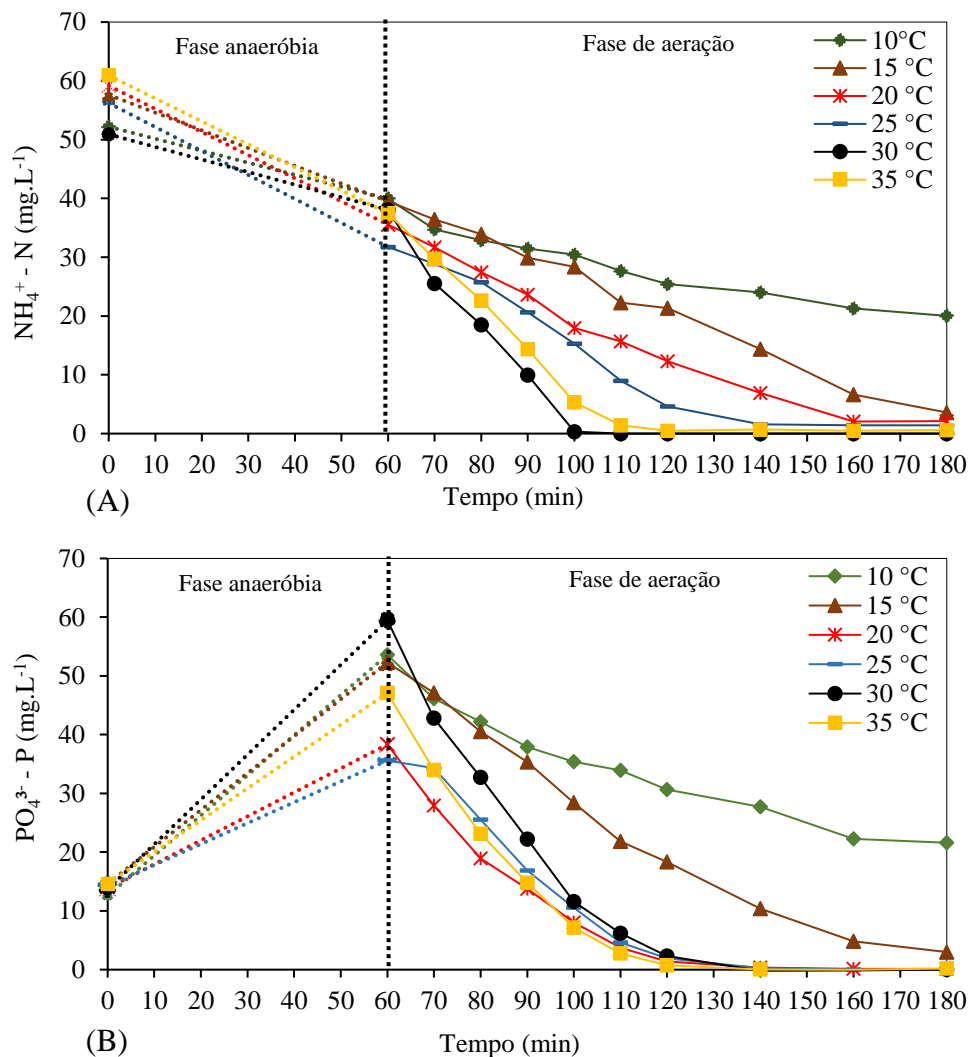 70
60
50
40
30
20
10
0
NH₄⁺ - N (mg.L⁻¹)
Fase anaeróbia
Fase de aeração
10°C
15 °C
20 °C
25 °C
30 °C
35 °C
0 10 20 30 40 50 60 70 80 90 100 110 120 130 140 150 160 170 180
Tempo (min)
(A)
70
60
50
40
30
20
10
0
PO₄³⁻ - P (mg.L⁻¹)
Fase anaeróbia
Fase de aeração
10 °C
15 °C
20 °C
25 °C
30 °C
35 °C
0 10 20 30 40 50 60 70 80 90 100 110 120 130 140 150 160 170 180
Tempo (min)
(B)